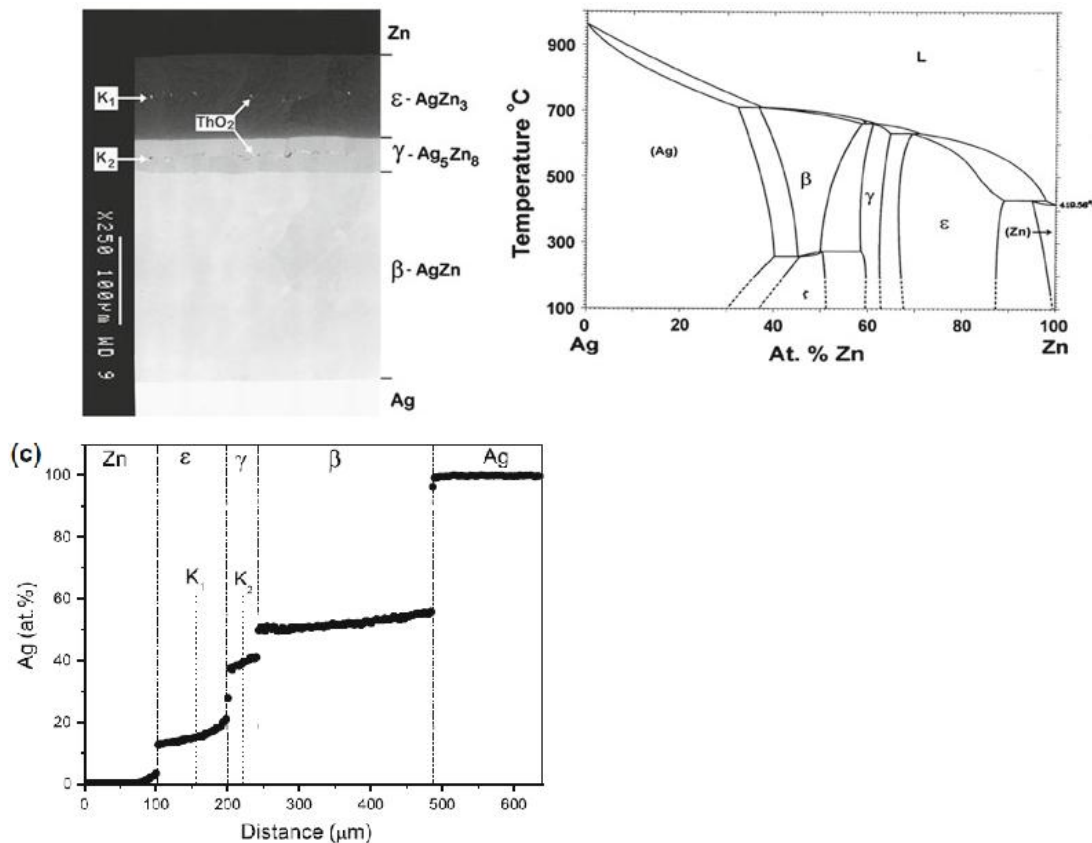 Zn
K₁
ε- AgZn₃
ThO₂
K₂
γ- Ag₅Zn₈
β- AgZn
X250 100µm WD 9
Ag
Temperature °C
900
700
500
300
100
L
(Ag)
β
γ
ε
(Zn)
419.58°
0
20
40
60
80
100
Ag
At. % Zn
Zn
(c)
Zn
ε
γ
β
Ag
Ag (at.%)
100
80
60
40
20
0
K₁
K₂
0
100
200
300
400
500
600
Distance (µm)